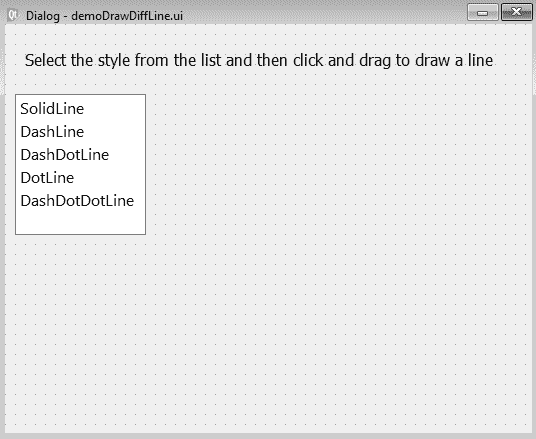 Dialog - demoDrawDiffLine.ui
Select the style from the list and then click and drag to draw a line
SolidLine
DashLine
DashDotLine
DotLine
DashDotDotLine